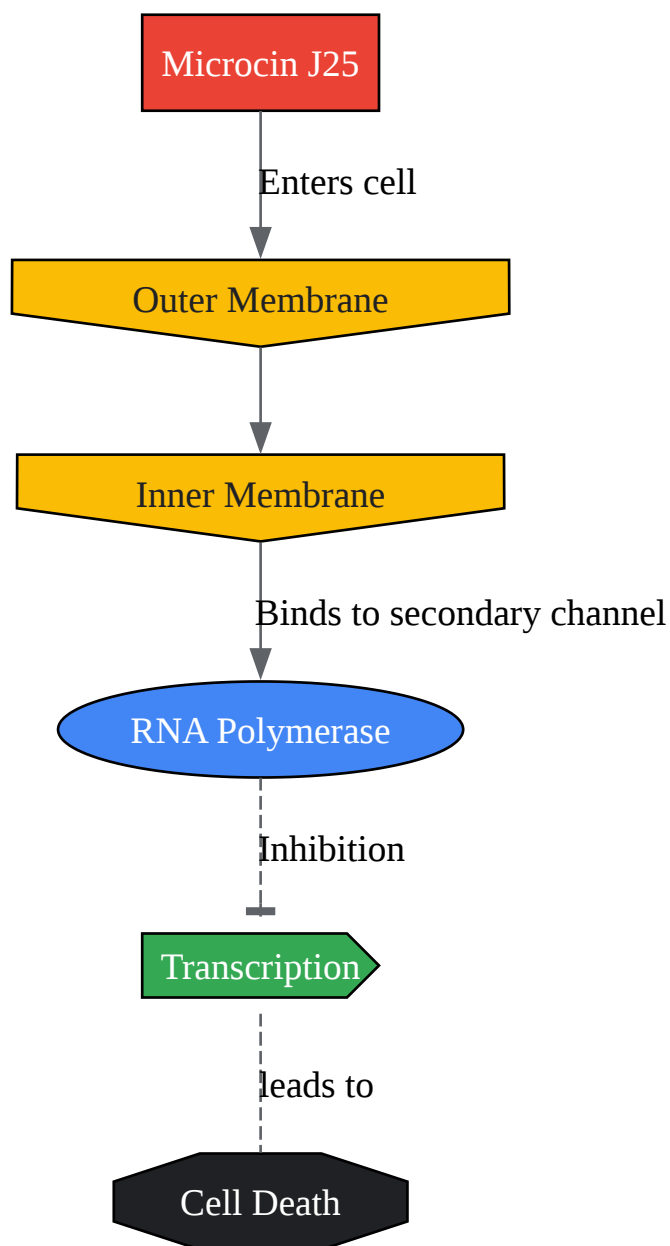 Microcin J25
Enters cell
Outer Membrane
Inner Membrane
Binds to secondary channel
RNA Polymerase
Inhibition
Transcription
leads to
Cell Death